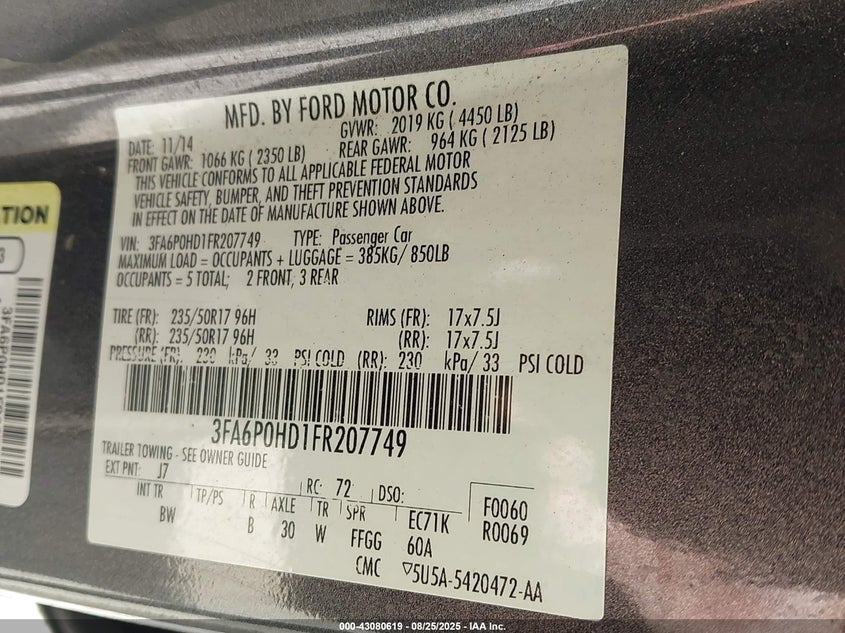 MFD. BY FORD MOTOR CO.
DATE: 11/14 GVWR: 2019 KG ( 4450 LB)
FRONT GAWR: 1066 KG ( 2350 LB) REAR GAWR: 964 KG ( 2125 LB)
THIS VEHICLE CONFORMS TO ALL APPLICABLE FEDERAL MOTOR
VEHICLE SAFETY, BUMPER, AND THEFT PREVENTION STANDARDS
IN EFFECT ON THE DATE OF MANUFACTURE SHOWN ABOVE.
VIN: 3FA6P0HD1FR207749 TYPE: Passenger Car
MAXIMUM LOAD = OCCUPANTS + LUGGAGE = 385KG/ 850LB
OCCUPANTS = 5 TOTAL; 2 FRONT, 3 REAR
TIRE (FR): 235/50R17 96H RIMS (FR): 17x7.5J
(RR): 235/50R17 96H (RR): 17x7.5J
PRESSURE (FR): 230 kPa/ 33 PSI COLD (RR): 230 kPa/ 33 PSI COLD
3FA6P0HD1FR207749
TRAILER TOWING - SEE OWNER GUIDE
EXT PNT: J7 RC: 72 DSO: F0060
INT TR TP/PS R AXLE TR SPR EC71K R0069
BW B 30 W FFGG 60A
CMC ▽5U5A-5420472-AA
000-43080619 - 08/25/2025 - IAA Inc.